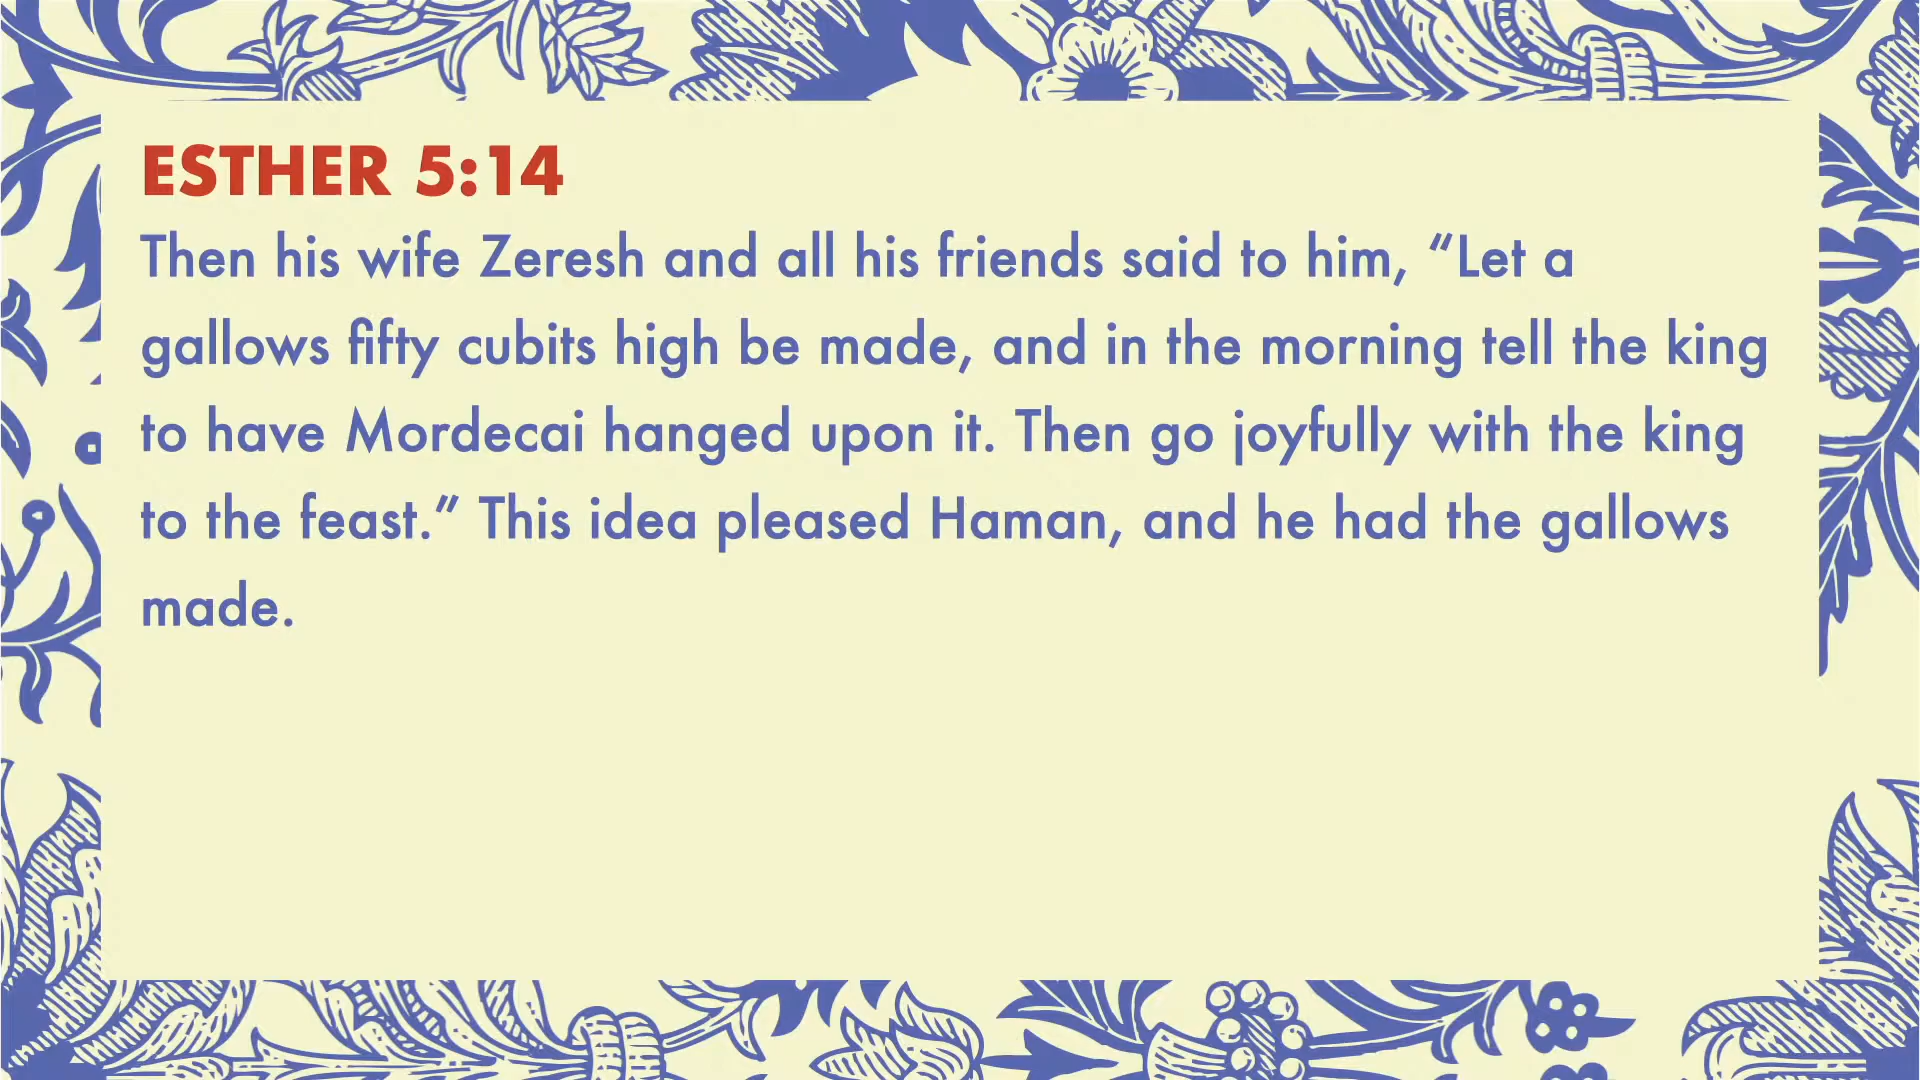 ESTHER 5:14
Then his wife Zeresh and all his friends said to him, “Let a
gallows fifty cubits high be made, and in the morning tell the king
to have Mordecai hanged upon it. Then go joyfully with the king
to the feast.” This idea pleased Haman, and he had the gallows
made.